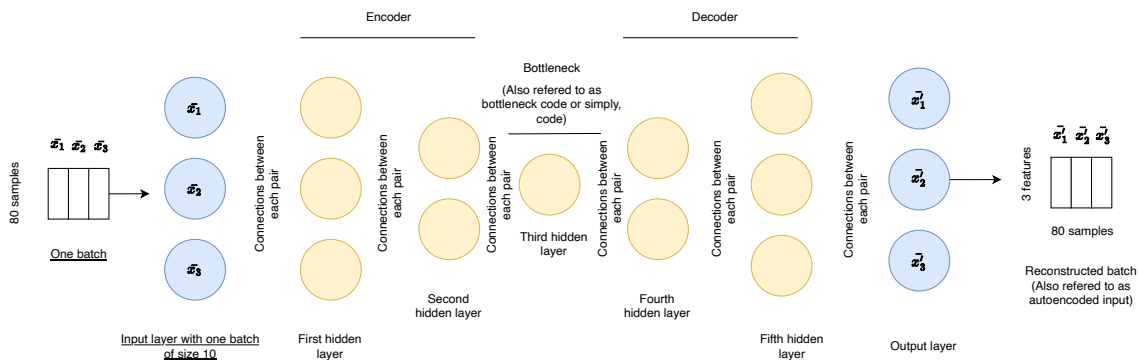 Encoder
Decoder
Bottleneck
(Also refered to as
bottleneck code or simply,
code)
80 samples
x̄₁ x̄₂ x̄₃
One batch
x̄₁
x̄₂
x̄₃
Input layer with one batch
of size 10
Connections between
each pair
First hidden
layer
Connections between
each pair
Second
hidden layer
Connections between
each pair
Third hidden
layer
Connections between
each pair
Fourth
hidden layer
Connections between
each pair
Fifth hidden
layer
Connections between
each pair
x̄′₁
x̄′₂
x̄′₃
Output layer
x̄′₁ x̄′₂ x̄′₃
3 features
80 samples
Reconstructed batch
(Also refered to as
autoencoded input)